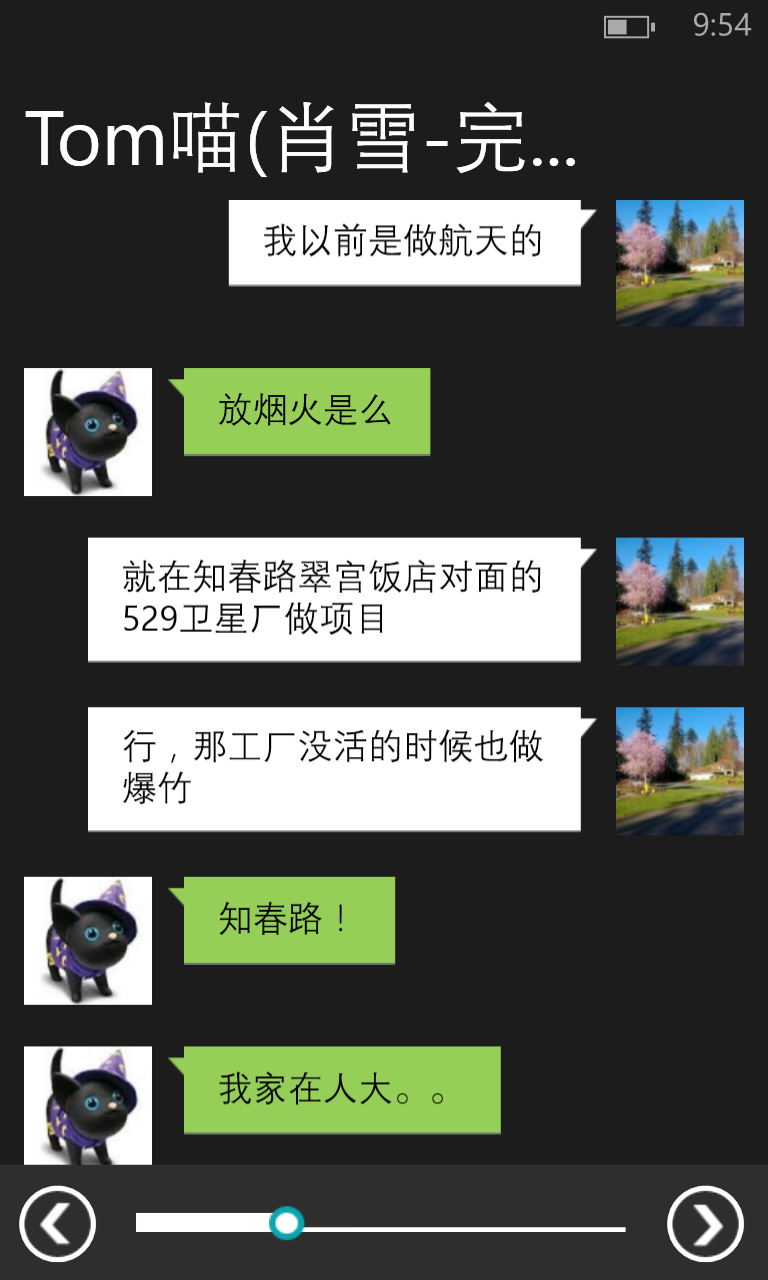 9:54
Tom喵(肖雪-完...
我以前是做航天的
放烟火是么
就在知春路翠宫饭店对面的
529卫星厂做项目
行，那工厂没活的时候也做
爆竹
知春路！
我家在人大。。